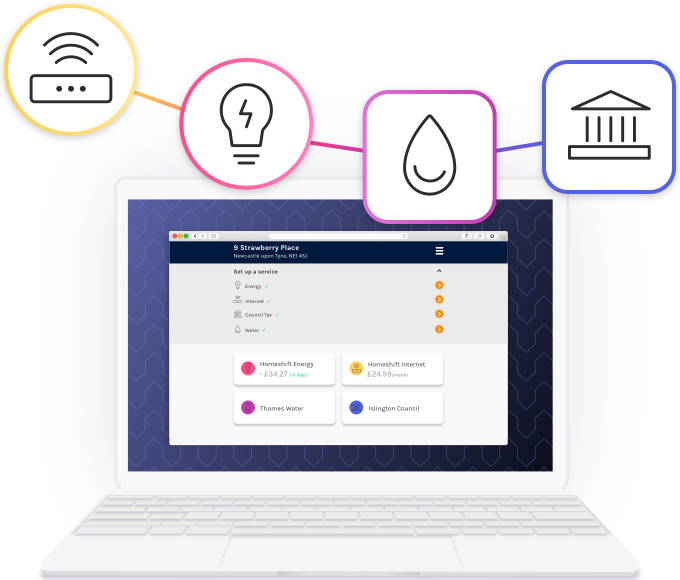 9 Strawberry Place
Newcastle upon Tyne, NE1 4SJ
Set up a service
Energy
Internet
Council Tax
Water
Homeshift Energy
- £34.27
Homeshift Internet
£24.99/month
Thames Water
Islington Council